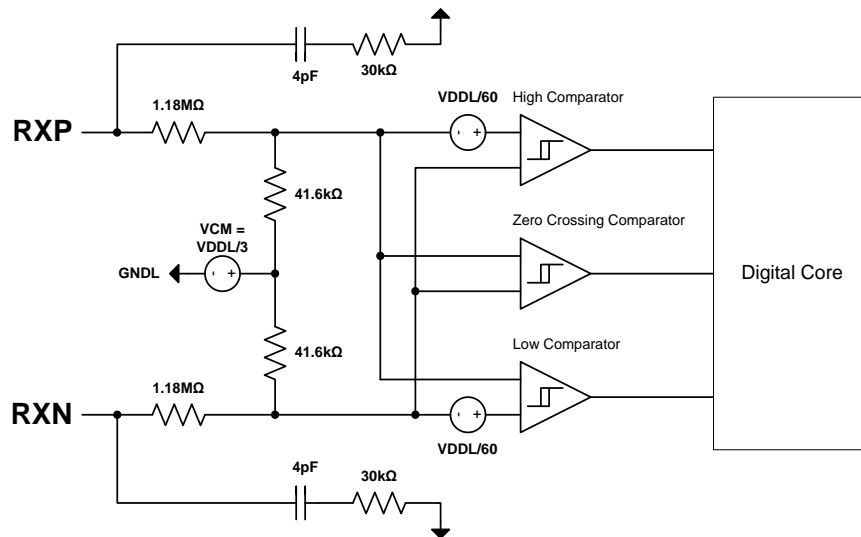 4pF
30kΩ
1.18MΩ
RXP
VDDL/60
High Comparator
-
+
41.6kΩ
VCM =
VDDL/3
Zero Crossing Comparator
GNDL
-
+
Digital Core
41.6kΩ
Low Comparator
1.18MΩ
RXN
-
+
VDDL/60
4pF
30kΩ